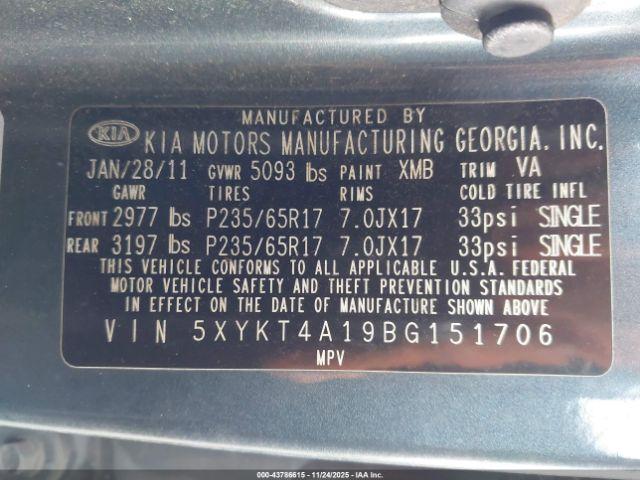 MANUFACTURED BY
KIA KIA MOTORS MANUFACTURING GEORGIA. INC.
JAN/28/11 GVWR 5093 lbs PAINT XMB TRIM VA
GAWR TIRES RIMS COLD TIRE INFL
FRONT 2977 lbs P235/65R17 7.0JX17 33psi SINGLE
REAR 3197 lbs P235/65R17 7.0JX17 33psi SINGLE
THIS VEHICLE CONFORMS TO ALL APPLICABLE U.S.A. FEDERAL
MOTOR VEHICLE SAFETY AND THEFT PREVENTION STANDARDS
IN EFFECT ON THE DATE OF MANUFACTURE SHOWN ABOVE
VIN 5XYKT4A19BG151706
MPV
000-43786615 - 11/24/2025 - IAA Inc.